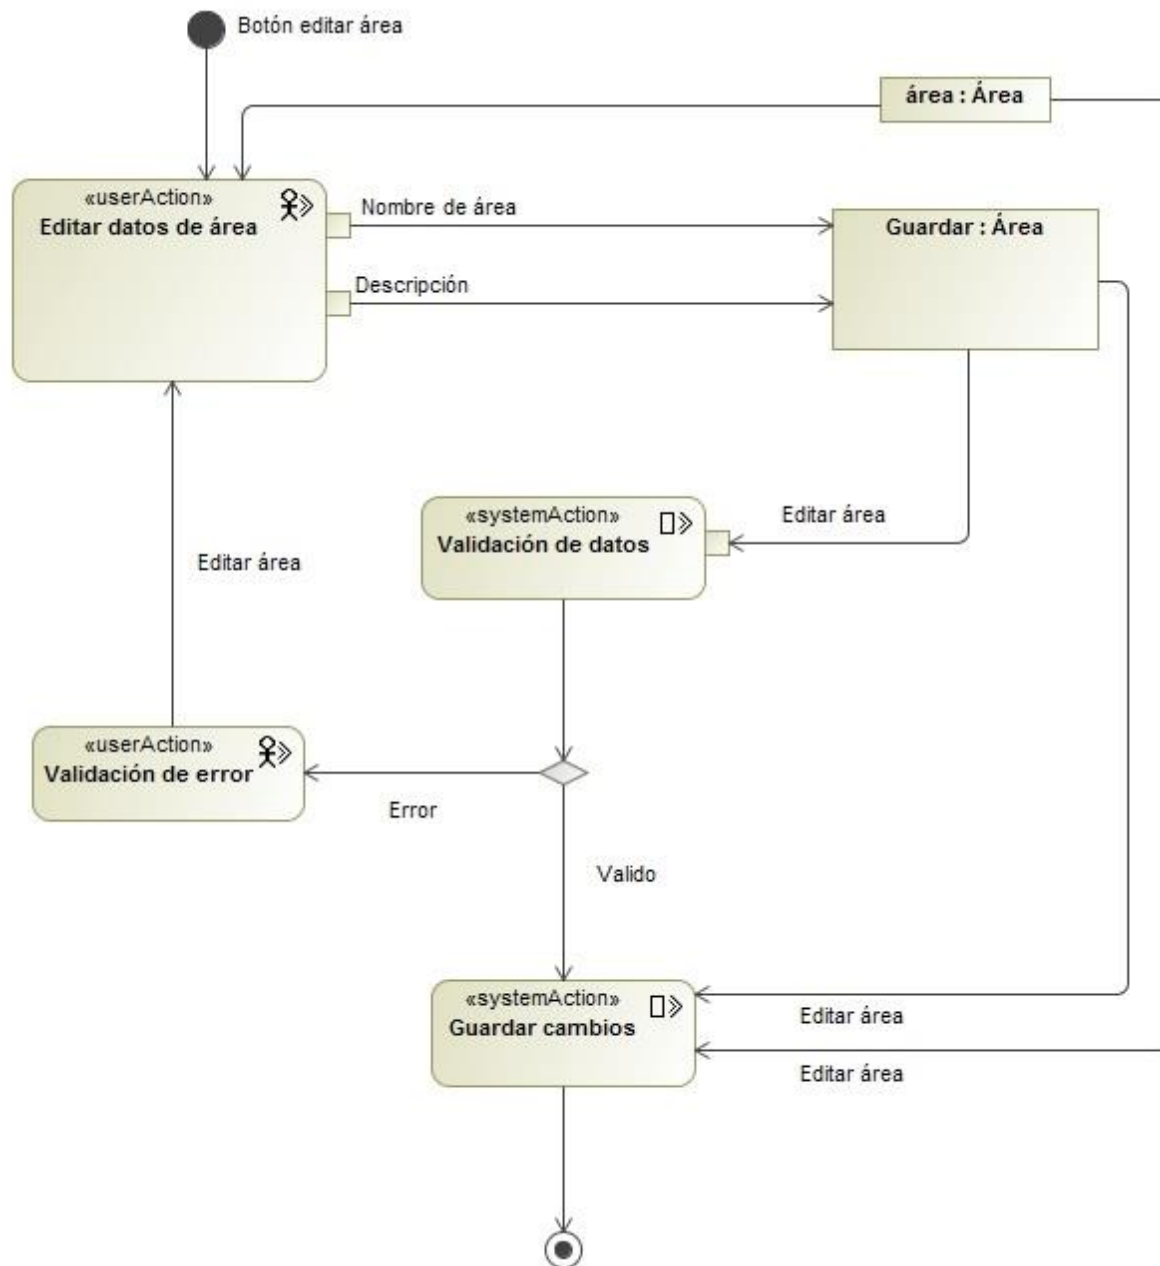 Botón editar área
área : Área
«userAction»
Editar datos de área
Nombre de área
Guardar : Área
Descripción
«systemAction»
Validación de datos
Editar área
Editar área
«userAction»
Validación de error
Error
Valido
«systemAction»
Guardar cambios
Editar área
Editar área